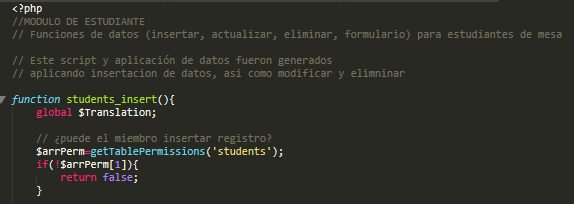 <?php
//MODULO DE ESTUDIANTE
// Funciones de datos (insertar, actualizar, eliminar, formulario) para estudiantes de mesa
// Este script y aplicación de datos fueron generados
// aplicando insertacion de datos, asi como modificar y elimninar
function students_insert(){
global $Translation;
// ¿puede el miembro insertar registro?
$arrPerm=getTablePermissions('students');
if(!$arrPerm[1]){
return false;
}